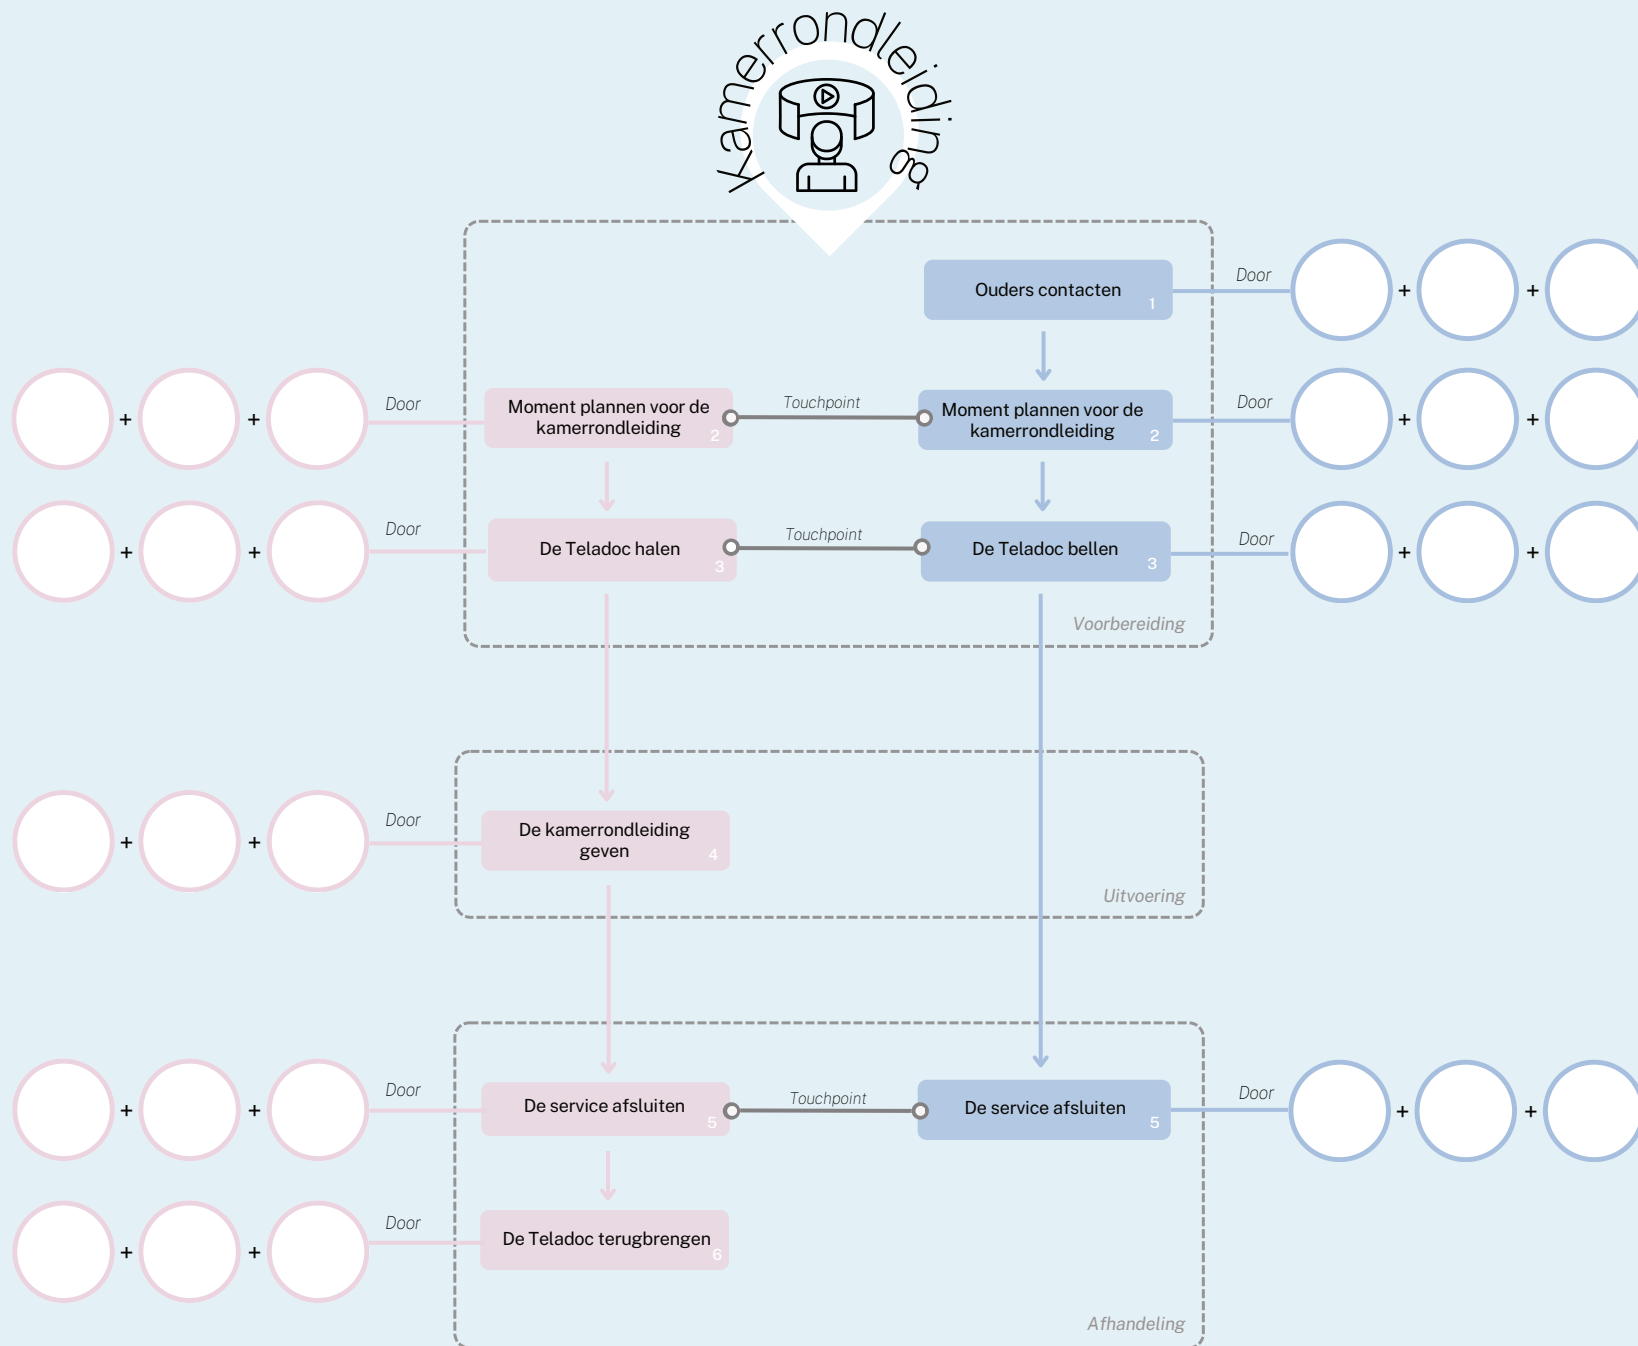 Kamerrondleiding
Ouders contacten
1
Door
+ +
+ +
Door
Moment plannen voor de
kamerrondleiding
2
Touchpoint
Moment plannen voor de
kamerrondleiding
2
Door
+ +
+ +
Door
De Teladoc halen
3
Touchpoint
De Teladoc bellen
3
Door
+ +
Voorbereiding
+ +
Door
De kamerrondleiding
geven
4
Uitvoering
+ +
Door
De service afsluiten
5
Touchpoint
De service afsluiten
5
Door
+ +
+ +
Door
De Teladoc terugbrengen
6
Afhandeling